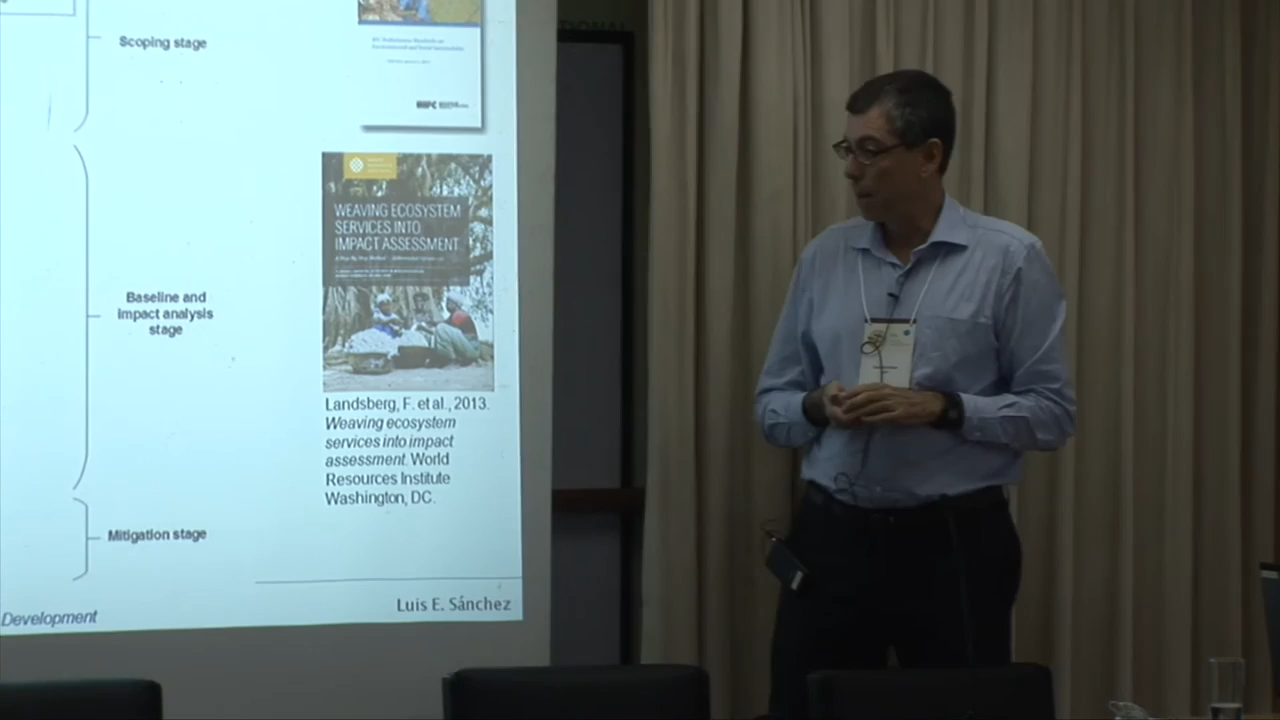 Scoping stage
Baseline and
impact analysis
stage
Mitigation stage
WEAVING ECOSYSTEM
SERVICES INTO
IMPACT ASSESSMENT
Landsberg, F. et al., 2013.
Weaving ecosystem
services into impact
assessment. World
Resources Institute
Washington, DC.
Development
Luis E. Sánchez